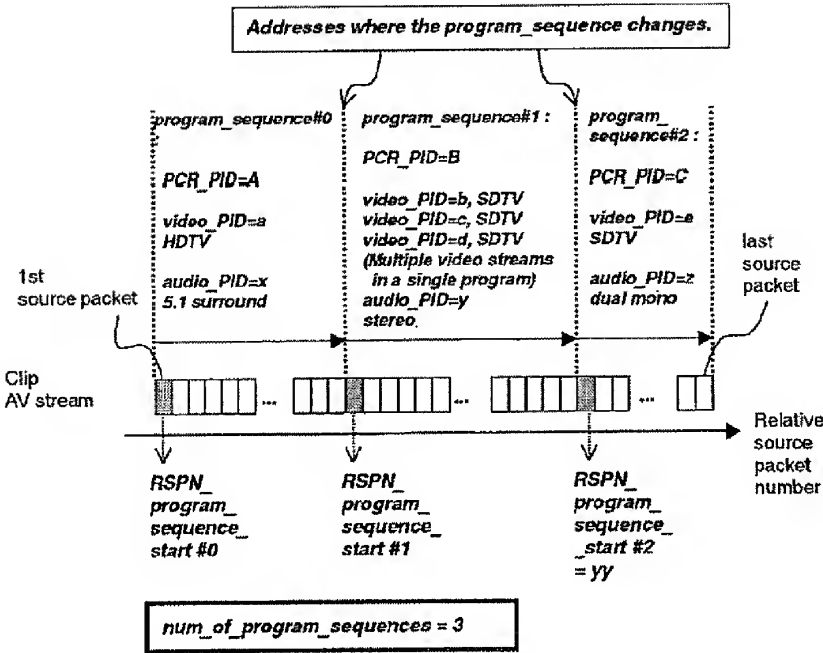 Addresses where the program_sequence changes.
program_sequence#0
PCR_PID=A
video_PID=a
HDTV
audio_PID=x
5.1 surround
program_sequence#1 :
PCR_PID=B
video_PID=b, SDTV
video_PID=c, SDTV
video_PID=d, SDTV
(Multiple video streams
in a single program)
audio_PID=y
stereo.
program_
sequence#2 :
PCR_PID=C
video_PID=e
SDTV
audio_PID=z
dual mono
1st
source packet
last
source
packet
Clip
AV stream
...
...
...
Relative
source
packet
number
RSPN_
program_
sequence_
start #0
RSPN_
program_
sequence_
start #1
RSPN_
program_
sequence_
_start #2
= yy
num_of_program_sequences = 3